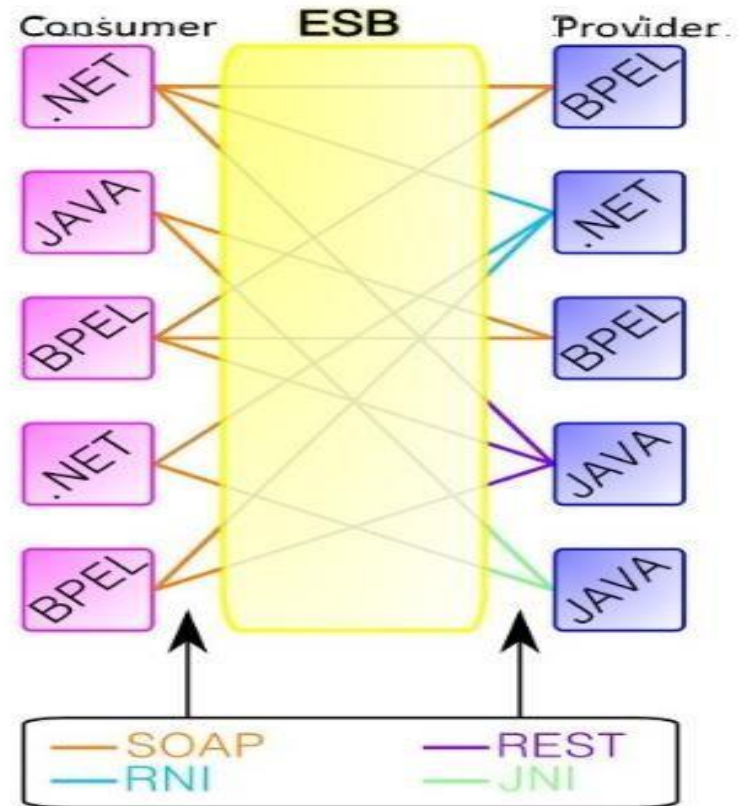 Consumer ESB Provider
.NET BPEL
JAVA .NET
BPEL BPEL
.NET JAVA
BPEL JAVA
SOAP REST
RNI JNI